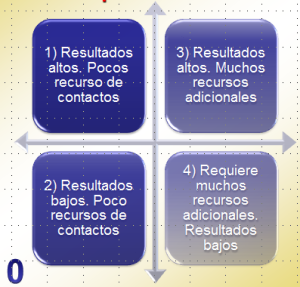 1) Resultados
altos. Pocos
recurso de
contactos
3) Resultados
altos. Muchos
recursos
adicionales
2) Resultados
bajos. Poco
recursos de
contactos
4) Requiere
muchos
recursos
adicionales.
Resultados
bajos
0